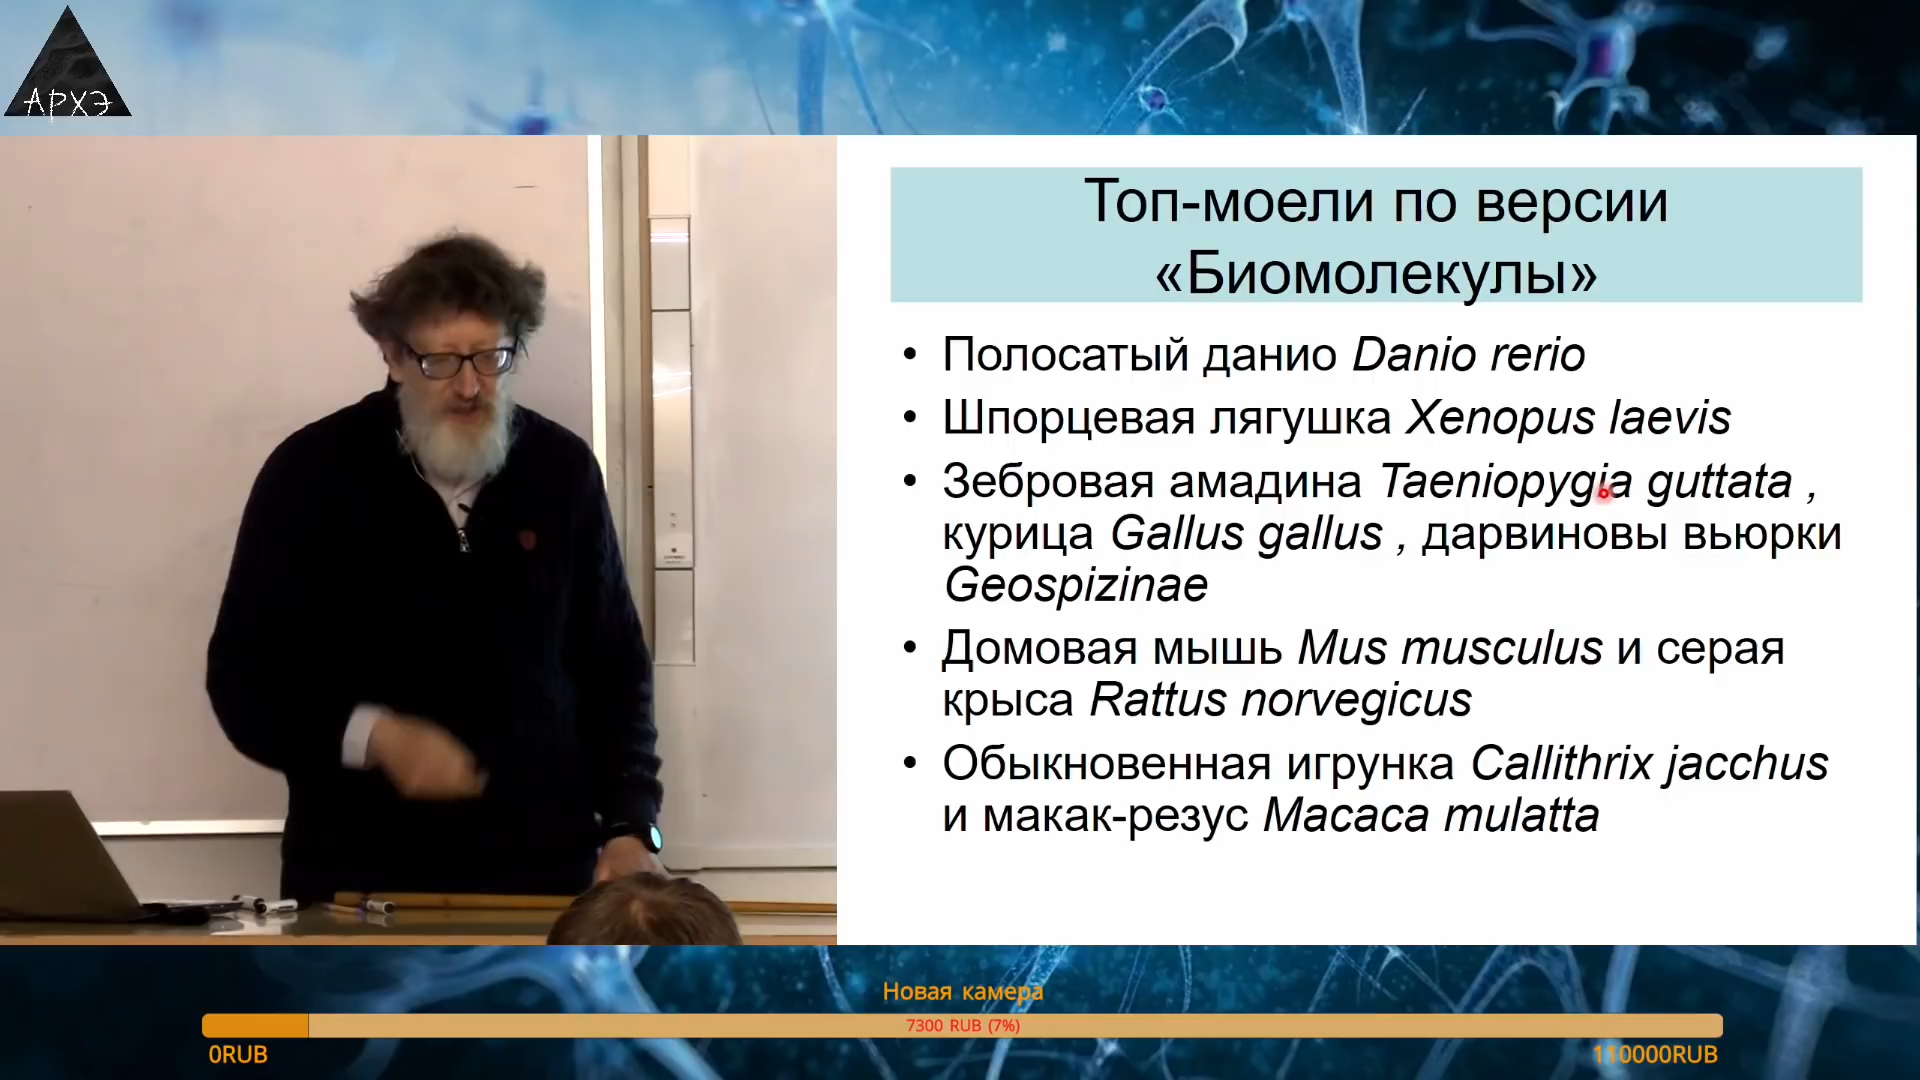 АРХЭ
Топ-моели по версии
«Биомолекулы»
• Полосатый данио Danio rerio
• Шпорцевая лягушка Xenopus laevis
• Зебровая амадина Taeniopygia guttata ,
курица Gallus gallus , дарвиновы вьюрки
Geospizinae
• Домовая мышь Mus musculus и серая
крыса Rattus norvegicus
• Обыкновенная игрунка Callithrix jacchus
и макак-резус Macaca mulatta
Новая камера
7300 RUB (7%)
0RUB
110000RUB